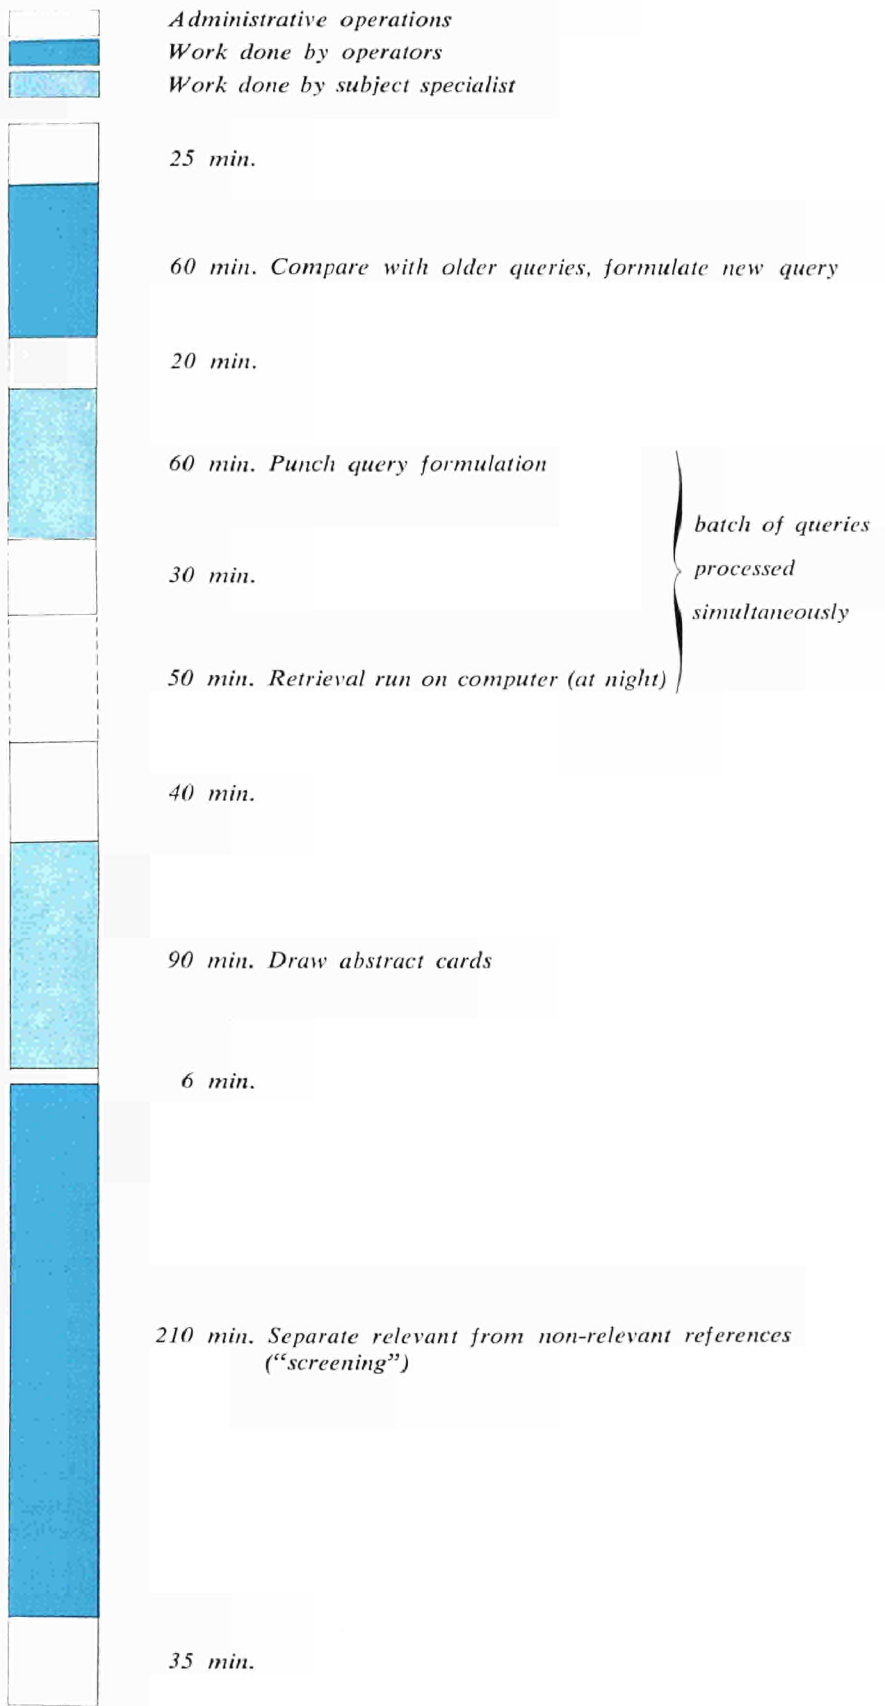 Administrative operations
Work done by operators
Work done by subject specialist
25 min.
60 min. Compare with older queries, formulate new query
20 min.
60 min. Punch query formulation
batch of queries
processed
simultaneously
30 min.
50 min. Retrieval run on computer (at night)
40 min.
90 min. Draw abstract cards
6 min.
210 min. Separate relevant from non-relevant references
(“screening”)
35 min.